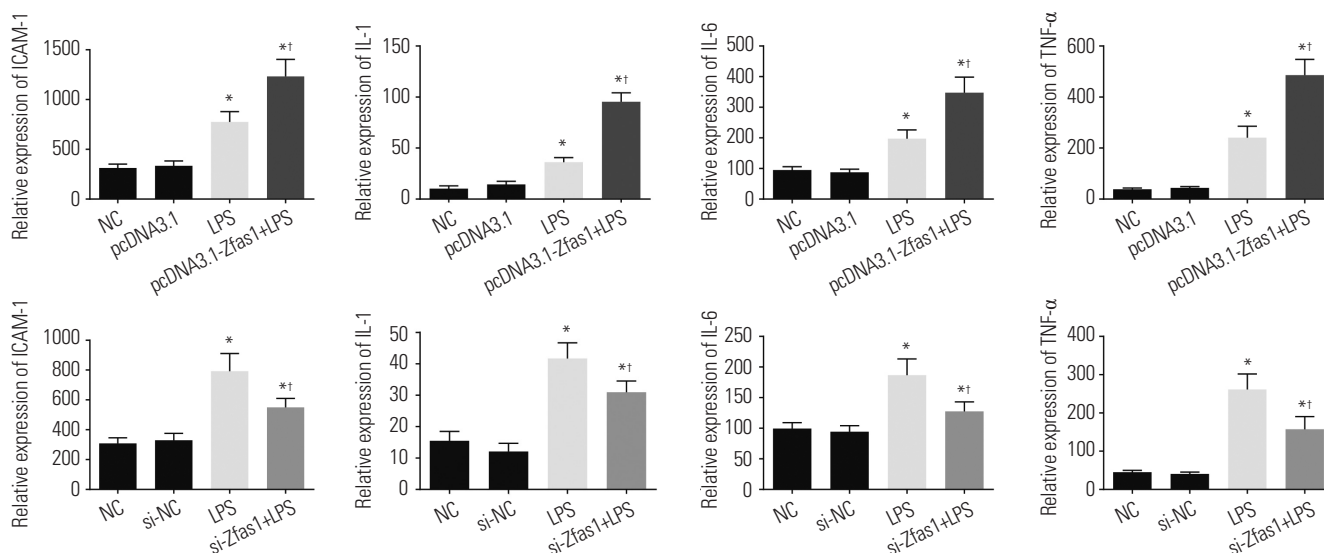 Relative expression of ICAM-1
1500
1000
500
0
*
*†
NC
pcDNA3.1
LPS
pcDNA3.1-Zfas1+LPS
Relative expression of IL-1
150
100
50
0
*
*†
NC
pcDNA3.1
LPS
pcDNA3.1-Zfas1+LPS
Relative expression of IL-6
500
400
300
200
100
0
*
*†
NC
pcDNA3.1
LPS
pcDNA3.1-Zfas1+LPS
Relative expression of TNF-α
600
400
200
0
*
*†
NC
pcDNA3.1
LPS
pcDNA3.1-Zfas1+LPS
Relative expression of ICAM-1
1000
800
600
400
200
0
*
*†
NC
si-NC
LPS
si-Zfas1+LPS
Relative expression of IL-1
50
40
30
20
10
0
*
*†
NC
si-NC
LPS
si-Zfas1+LPS
Relative expression of IL-6
250
200
150
100
50
0
*
*†
NC
si-NC
LPS
si-Zfas1+LPS
Relative expression of TNF-α
400
300
200
100
0
*
*†
NC
si-NC
LPS
si-Zfas1+LPS